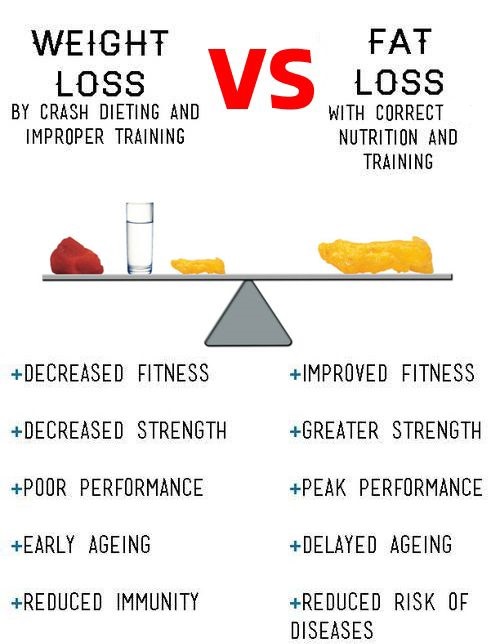 WEIGHT
LOSS
BY CRASH DIETING AND
IMPROPER TRAINING
VS
FAT
LOSS
WITH CORRECT
NUTRITION AND
TRAINING
+DECREASED FITNESS
+DECREASED STRENGTH
+POOR PERFORMANCE
+EARLY AGEING
+REDUCED IMMUNITY
+IMPROVED FITNESS
+GREATER STRENGTH
+PEAK PERFORMANCE
+DELAYED AGEING
+REDUCED RISK OF
DISEASES